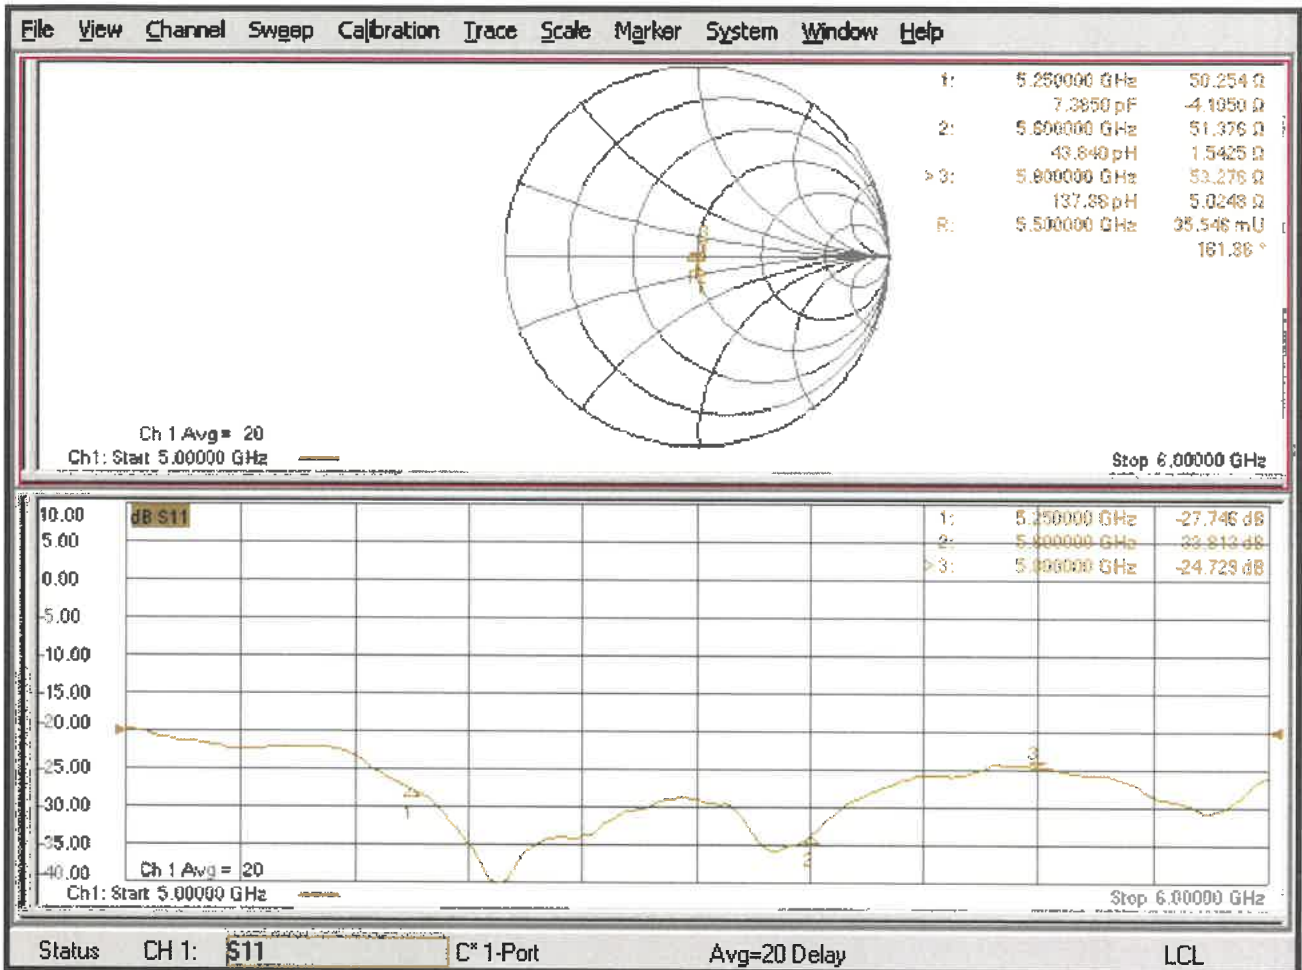 File View Channel Sweep Calibration Trace Scale Marker System Window Help
1: 5.250000 GHz 50.254 Ω
7.3850 pF -4.1050 Ω
2: 5.600000 GHz 51.376 Ω
43.840 pH 1.5425 Ω
> 3: 5.800000 GHz 53.276 Ω
137.88 pH 5.0248 Ω
R: 5.500000 GHz 35.546 mU
161.86 °
Ch 1 Avg = 20
Ch1: Start 5.00000 GHz
Stop 6.00000 GHz
10.00
dB S11
1: 5.250000 GHz -27.746 dB
5.00
2: 5.600000 GHz -33.813 dB
0.00
> 3: 5.800000 GHz -24.729 dB
-5.00
-10.00
-15.00
-20.00
3
-25.00
-30.00
1
-35.00
2
-40.00
Ch 1 Avg = 20
Ch1: Start 5.00000 GHz
Stop 6.00000 GHz
Status CH 1: S11 C* 1-Port Avg=20 Delay LCL